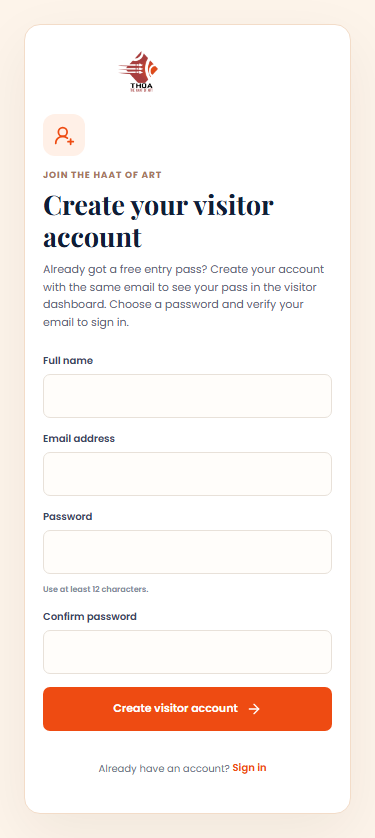 THOA
JOIN THE HAAT OF ART
Create your visitor
account
Already got a free entry pass? Create your account
with the same email to see your pass in the visitor
dashboard. Choose a password and verify your
email to sign in.
Full name
Email address
Password
Use at least 12 characters.
Confirm password
Create visitor account
Already have an account? Sign in